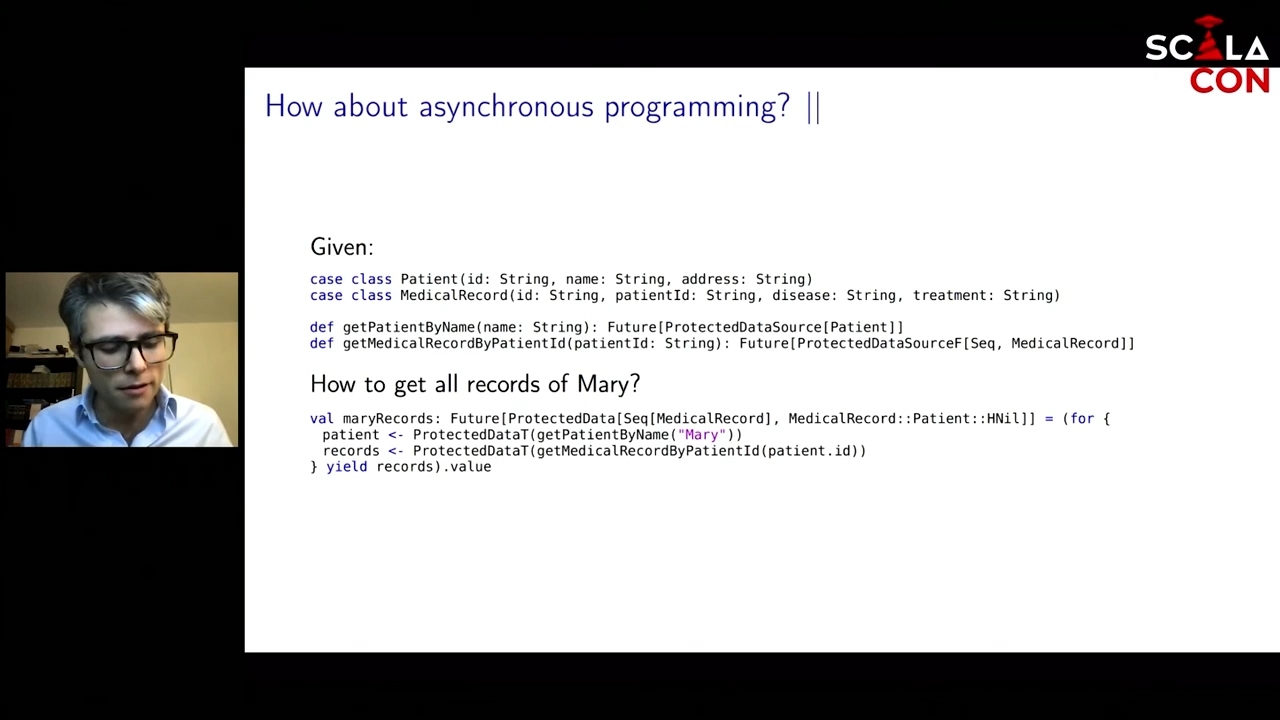 SCALA
CON
How about asynchronous programming? ||
Given:
case class Patient(id: String, name: String, address: String)
case class MedicalRecord(id: String, patientId: String, disease: String, treatment: String)
def getPatientByName(name: String): Future[ProtectedDataSource[Patient]]
def getMedicalRecordByPatientId(patientId: String): Future[ProtectedDataSourceF[Seq, MedicalRecord]]
How to get all records of Mary?
val maryRecords: Future[ProtectedData[Seq[MedicalRecord], MedicalRecord::Patient::HNil]] = (for {
patient <- ProtectedDataT(getPatientByName("Mary"))
records <- ProtectedDataT(getMedicalRecordByPatientId(patient.id))
} yield records).value